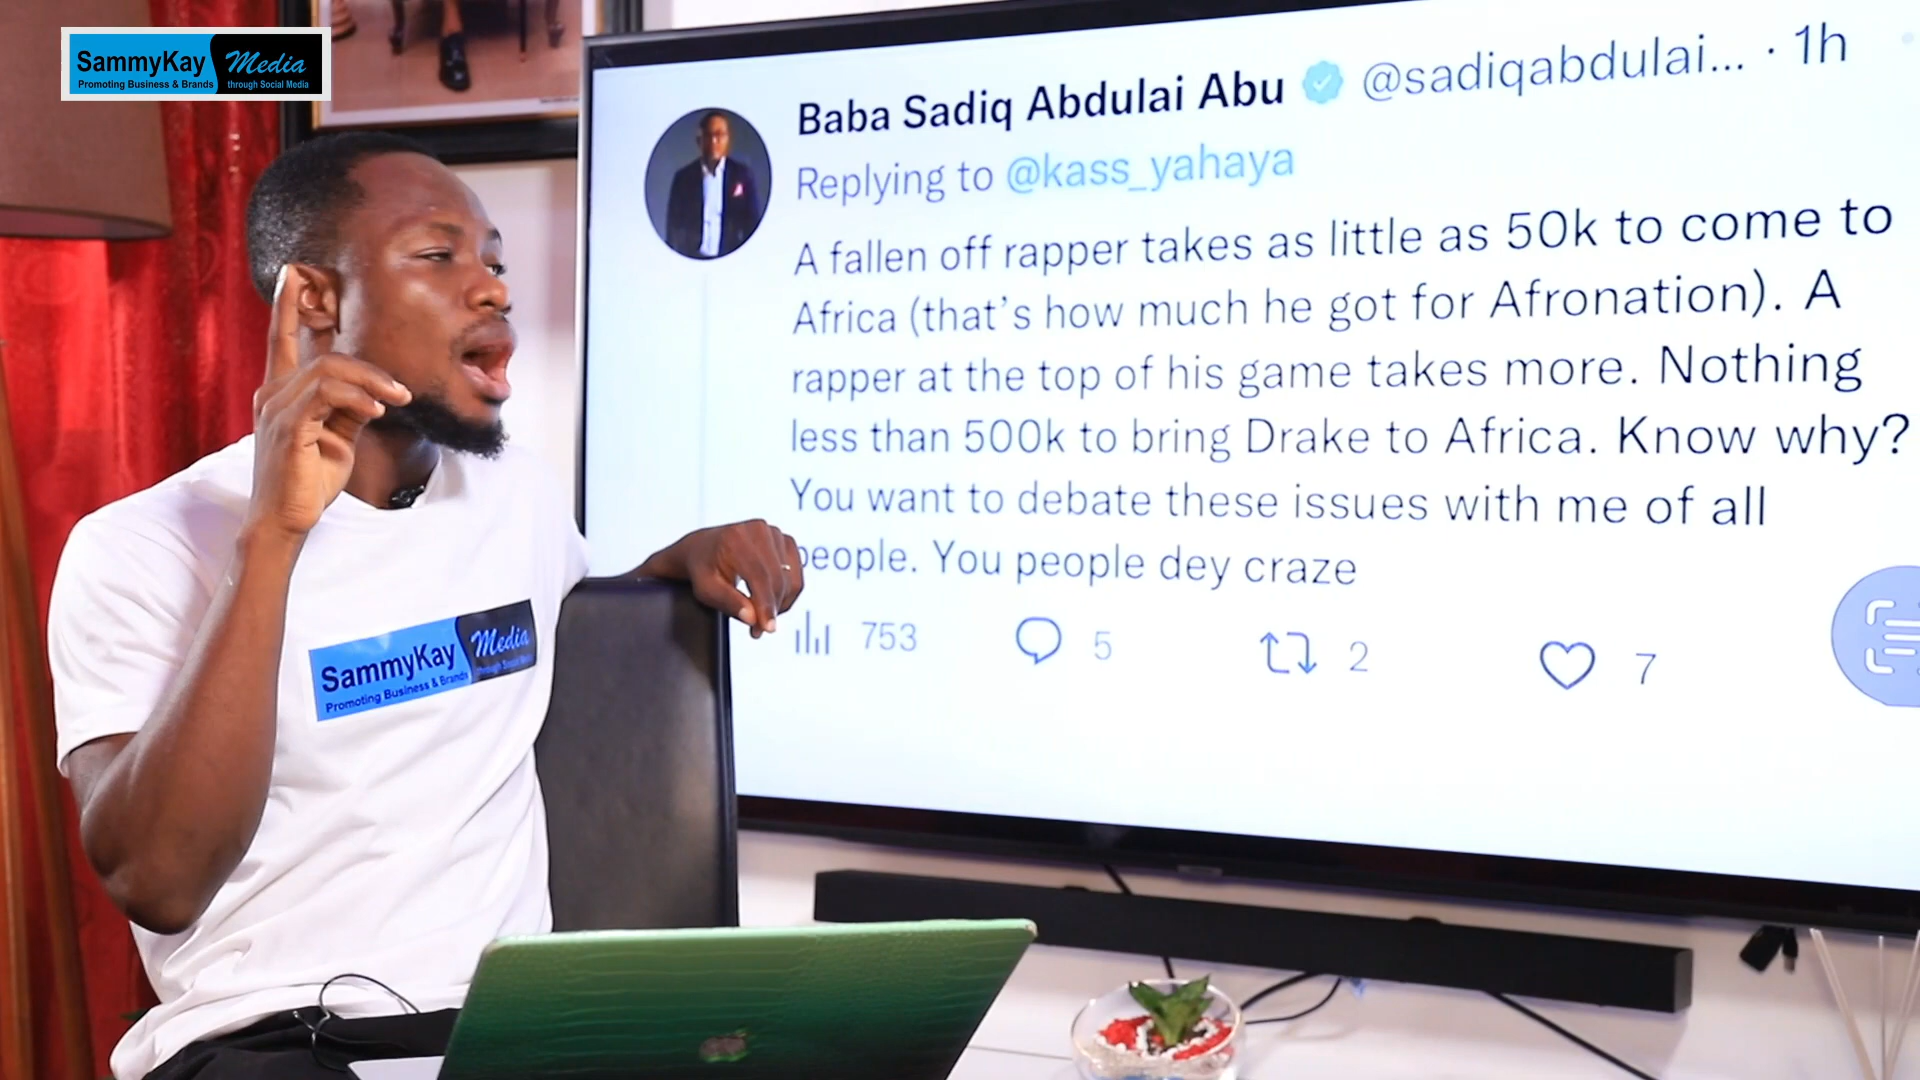 SammyKay Media
Promoting Business & Brands through Social Media
Baba Sadiq Abdulai Abu @sadiqabdulai... · 1h
Replying to @kass_yahaya
A fallen off rapper takes as little as 50k to come to
Africa (that's how much he got for Afronation). A
rapper at the top of his game takes more. Nothing
less than 500k to bring Drake to Africa. Know why?
You want to debate these issues with me of all
people. You people dey craze
753 5 2 7
SammyKay Media
Promoting Business & Brands through Social Media